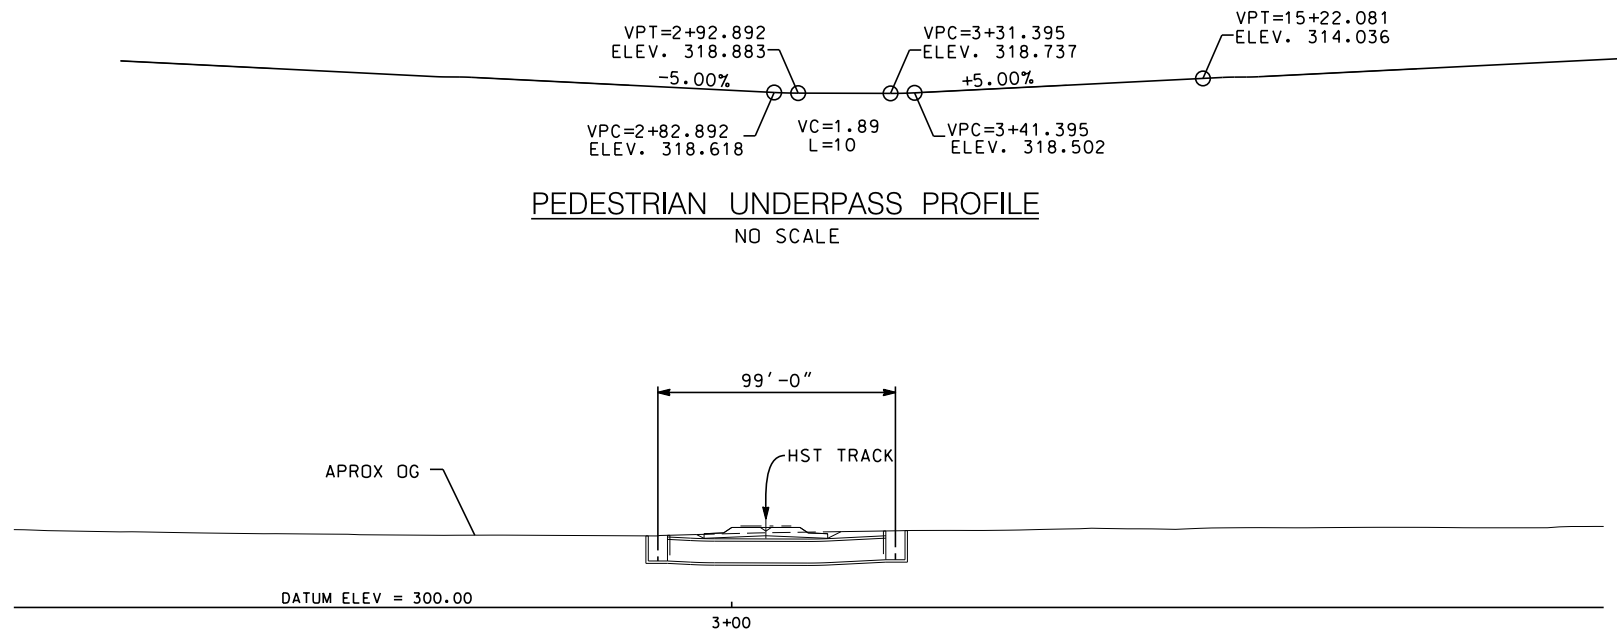 VPT=2+92.892
ELEV. 318.883
VPC=3+31.395
ELEV. 318.737
VPT=15+22.081
ELEV. 314.036
-5.00%
+5.00%
VPC=2+82.892
ELEV. 318.618
VC=1.89
L=10
VPC=3+41.395
ELEV. 318.502
PEDESTRIAN UNDERPASS PROFILE
NO SCALE
99'-0"
APROX OG
HST TRACK
DATUM ELEV = 300.00
3+00